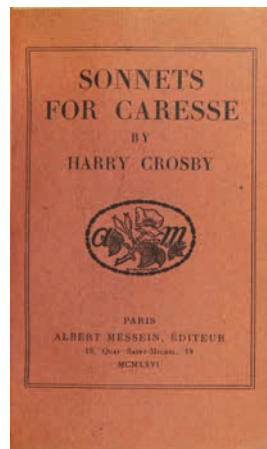 SONNETS
FOR CARESSE
BY
HARRY CROSBY
a m
PARIS
ALBERT MESSEIN, ÉDITEUR
19, QUAI SAINT-MICHEL, 19
MCMXXVI